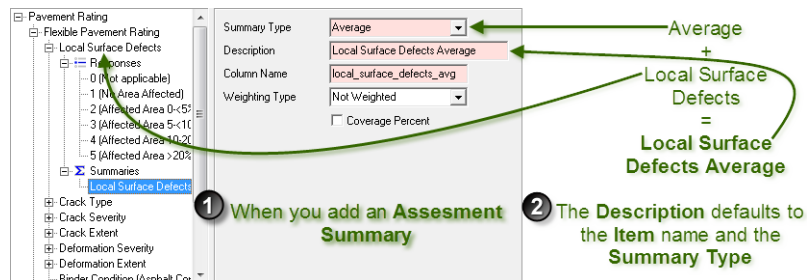 Pavement Rating
Flexible Pavement Rating
Local Surface Defects
Responses
0 (Not applicable)
1 (No Area Affected)
2 (Affected Area 0-<5%
3 (Affected Area 5-<10
4 (Affected Area 10-20
5 (Affected Area >20%
Summaries
Local Surface Defects
Crack Type
Crack Severity
Crack Extent
Deformation Severity
Deformation Extent
Binder Condition (Asphalt Con
Summary Type Average
Description Local Surface Defects Average
Column Name local_surface_defects_avg
Weighting Type Not Weighted
Coverage Percent
Average
+
Local Surface
Defects
=
Local Surface
Defects Average
1 When you add an Assesment
Summary
2 The Description defaults to
the Item name and the
Summary Type